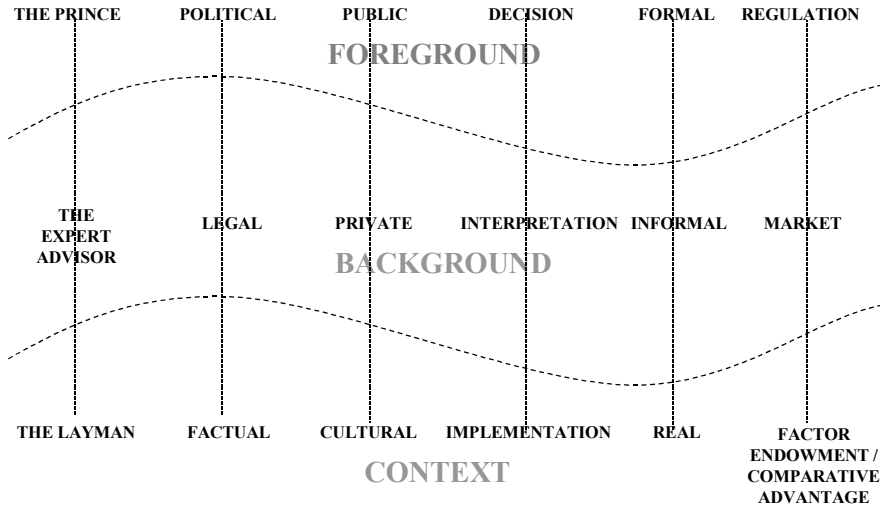 THE PRINCE POLITICAL PUBLIC DECISION FORMAL REGULATION
FOREGROUND
THE
EXPERT
ADVISOR
LEGAL PRIVATE INTERPRETATION INFORMAL MARKET
BACKGROUND
THE LAYMAN FACTUAL CULTURAL IMPLEMENTATION REAL
FACTOR
ENDOWMENT /
COMPARATIVE
ADVANTAGE
CONTEXT